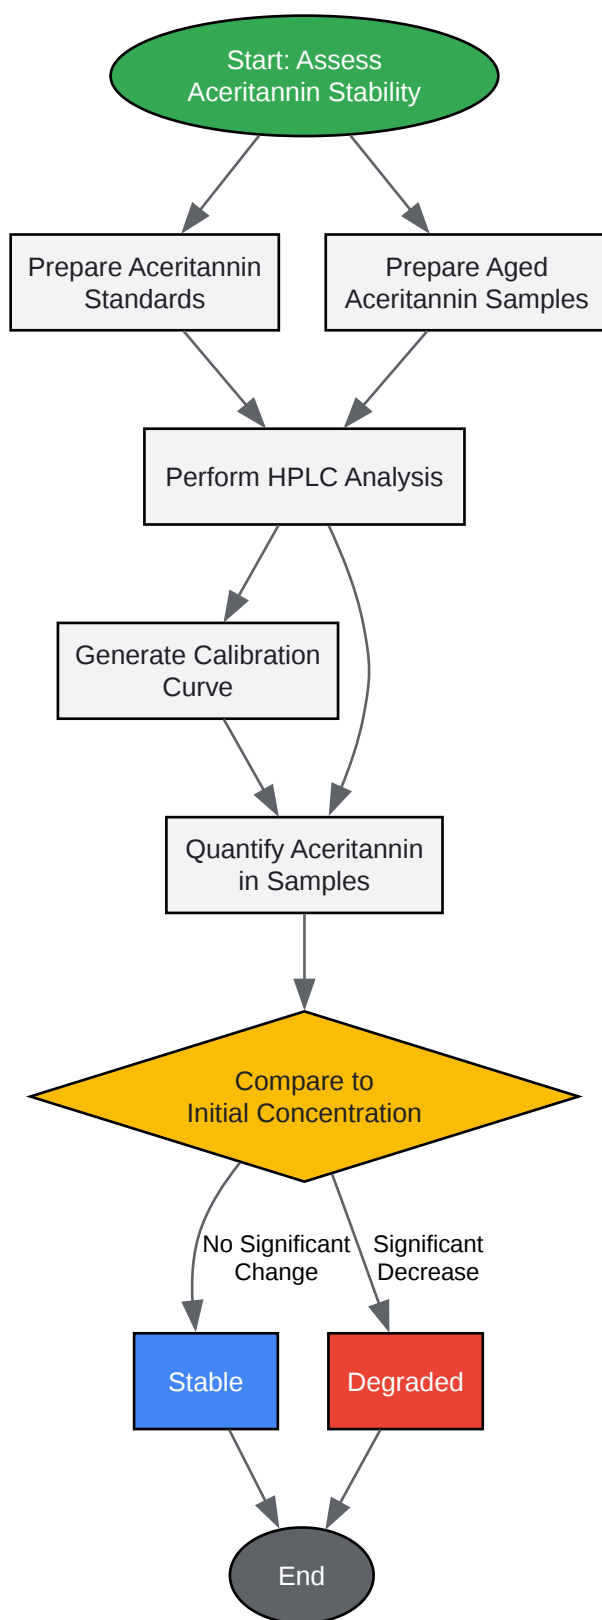 Start: Assess
Aceritannin Stability
Prepare Aceritannin
Standards
Prepare Aged
Aceritannin Samples
Perform HPLC Analysis
Generate Calibration
Curve
Quantify Aceritannin
in Samples
Compare to
Initial Concentration
No Significant
Change
Significant
Decrease
Stable
Degraded
End